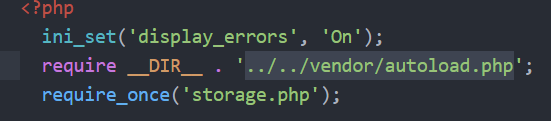 <?php
ini_set('display_errors', 'On');
require __DIR__ . '../../vendor/autoload.php';
require_once('storage.php');